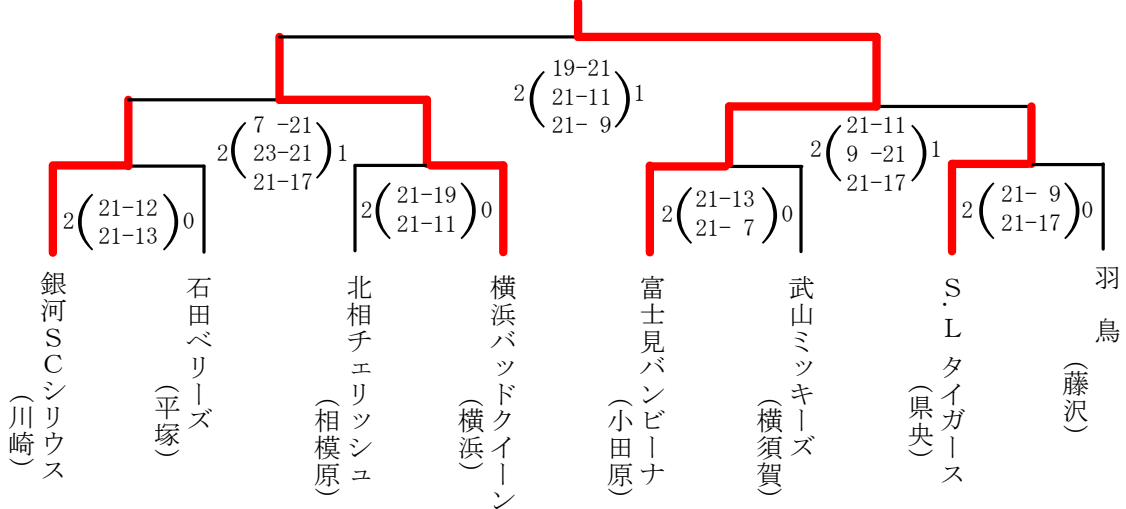 19-21
2(21-11)1
21- 9
7 -21
2(23-21)1
21-17
21-11
2(9 -21)1
21-17
2(21-12
21-13)0
2(21-19
21-11)0
2(21-13
21- 7)0
2(21- 9
21-17)0
銀河SCシリウス
(川崎)
石田ベリーズ
(平塚)
北相チェリッシュ
(相模原)
横浜バッドクイーン
(横浜)
富士見バンビーナ
(小田原)
武山ミッキーズ
(横須賀)
S.Lタイガース
(県央)
羽鳥
(藤沢)